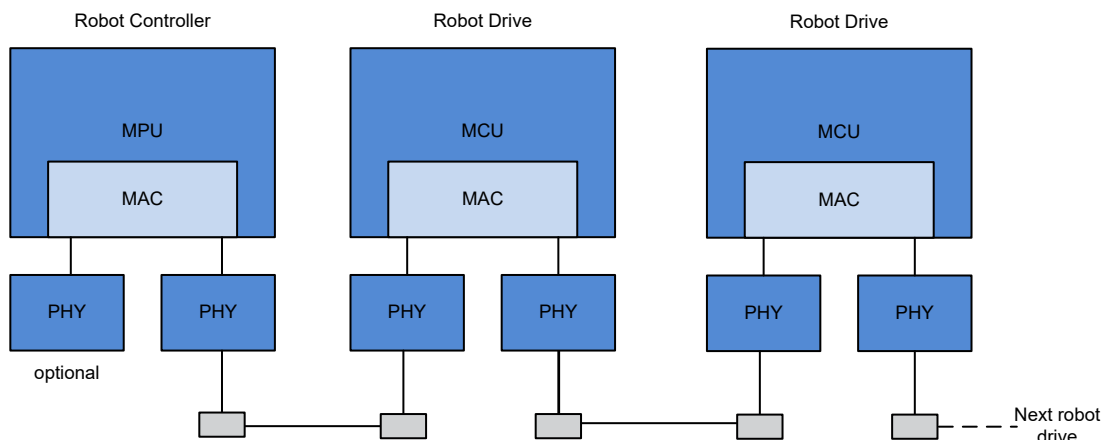 Robot Controller
Robot Drive
Robot Drive
MPU
MCU
MCU
MAC
MAC
MAC
PHY
PHY
PHY
PHY
PHY
PHY
optional
Next robot
drive